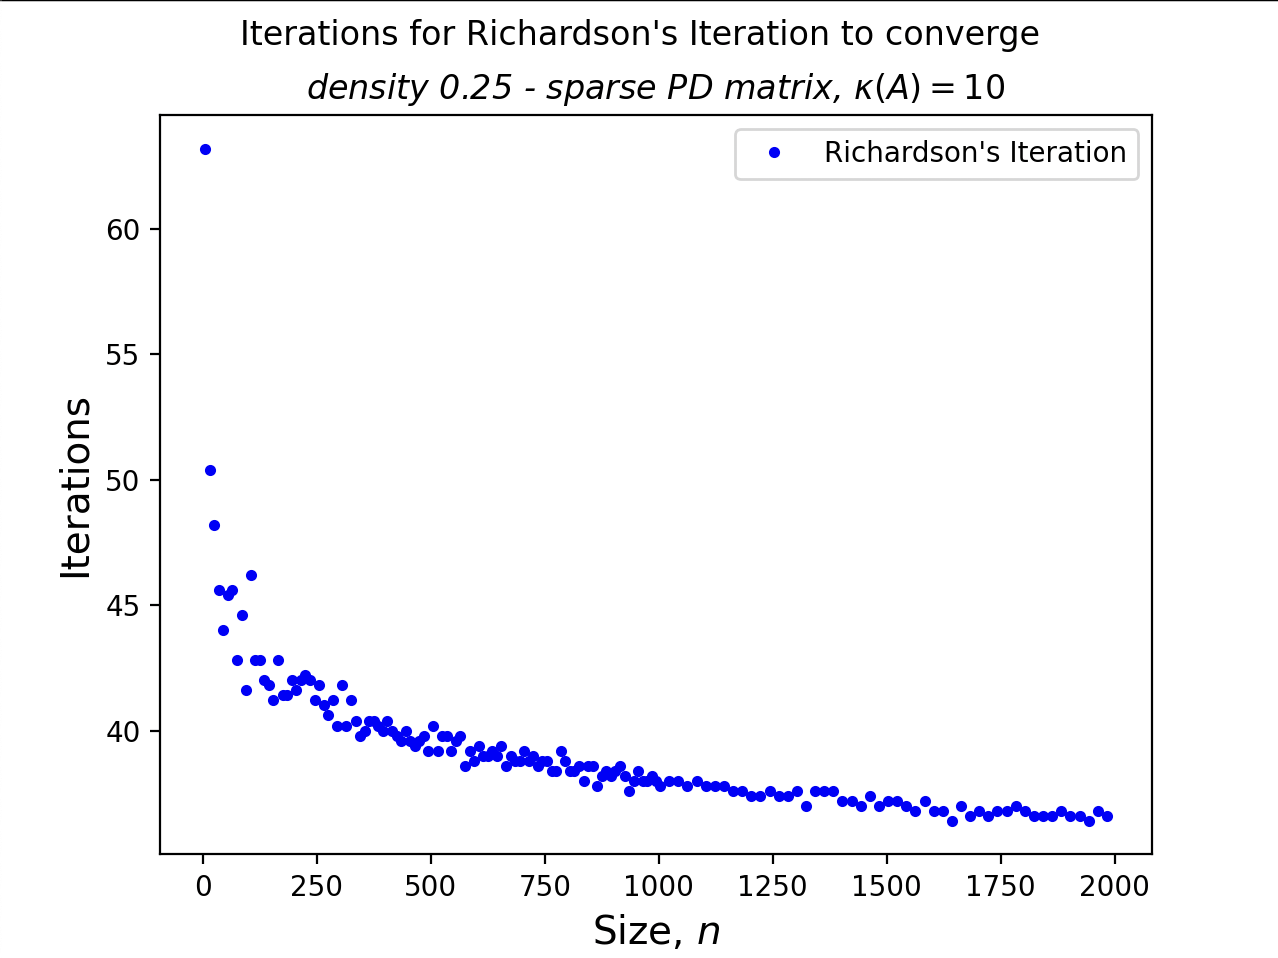 Iterations for Richardson's Iteration to converge
density 0.25 - sparse PD matrix, κ(A) = 10
Richardson's Iteration
60
55
50
45
40
Iterations
0 250 500 750 1000 1250 1500 1750 2000
Size, n